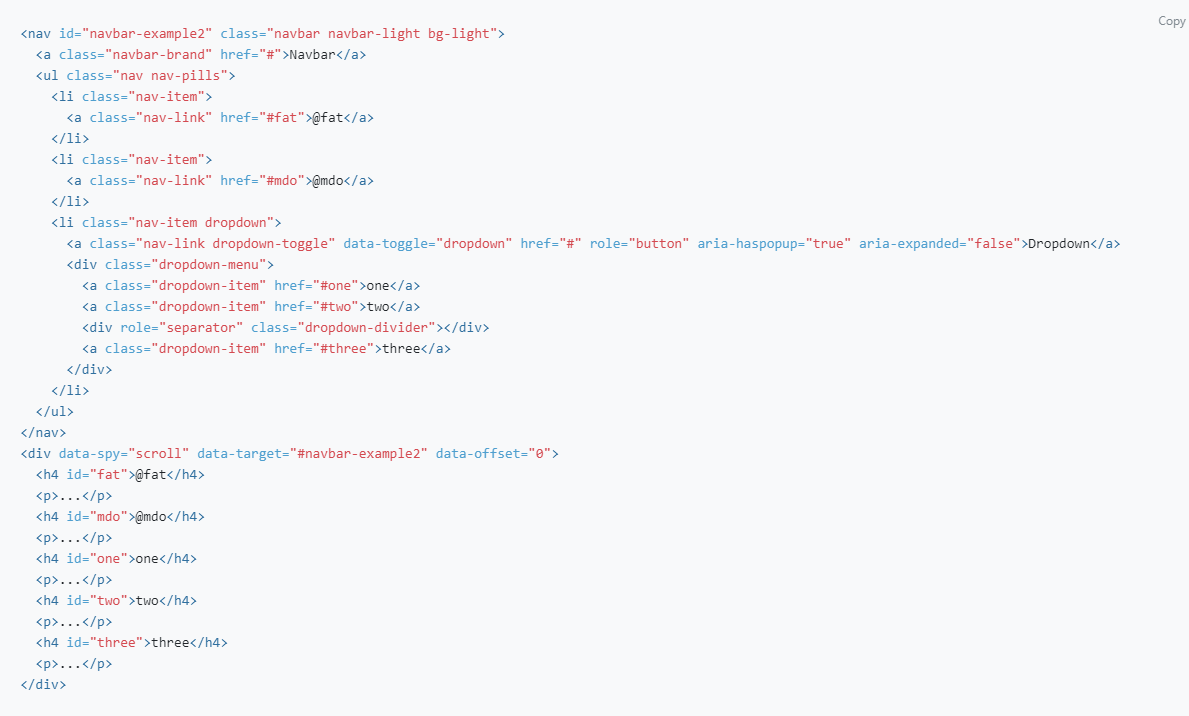 Copy
<nav id="navbar-example2" class="navbar navbar-light bg-light">
  <a class="navbar-brand" href="#">Navbar</a>
  <ul class="nav nav-pills">
    <li class="nav-item">
      <a class="nav-link" href="#fat">@fat</a>
    </li>
    <li class="nav-item">
      <a class="nav-link" href="#mdo">@mdo</a>
    </li>
    <li class="nav-item dropdown">
      <a class="nav-link dropdown-toggle" data-toggle="dropdown" href="#" role="button" aria-haspopup="true" aria-expanded="false">Dropdown</a>
      <div class="dropdown-menu">
        <a class="dropdown-item" href="#one">one</a>
        <a class="dropdown-item" href="#two">two</a>
        <div role="separator" class="dropdown-divider"></div>
        <a class="dropdown-item" href="#three">three</a>
      </div>
    </li>
  </ul>
</nav>
<div data-spy="scroll" data-target="#navbar-example2" data-offset="0">
  <h4 id="fat">@fat</h4>
  <p>...</p>
  <h4 id="mdo">@mdo</h4>
  <p>...</p>
  <h4 id="one">one</h4>
  <p>...</p>
  <h4 id="two">two</h4>
  <p>...</p>
  <h4 id="three">three</h4>
  <p>...</p>
</div>